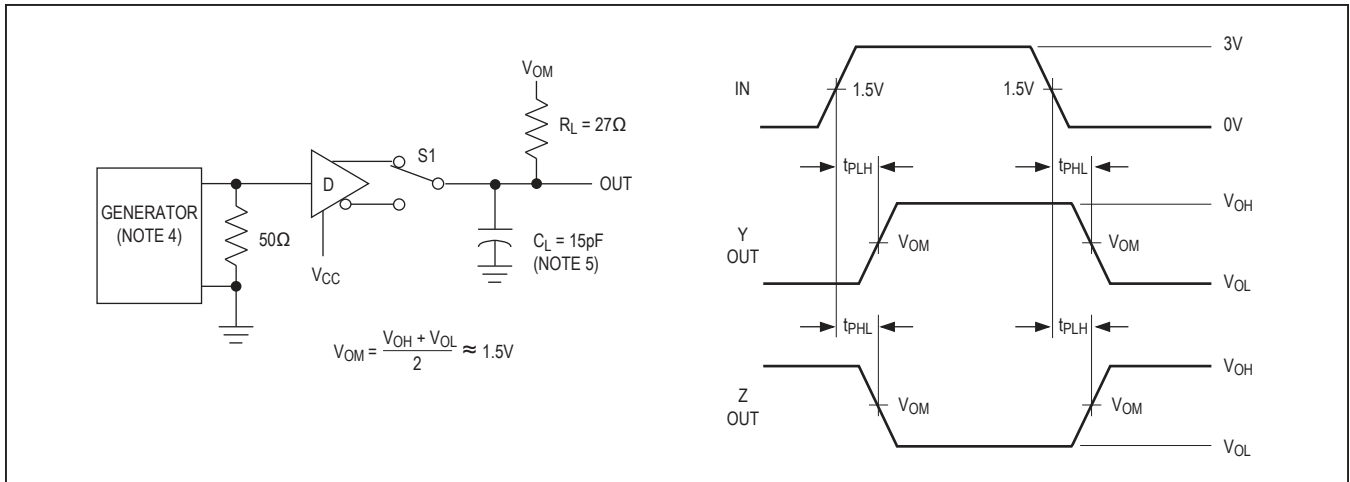 GENERATOR
(NOTE 4)
50Ω
D
VCC
S1
VOM
RL = 27Ω
OUT
CL = 15pF
(NOTE 5)
VOM = VOH + VOL / 2 ≈ 1.5V
IN
1.5V
1.5V
3V
0V
tPLH
tPHL
Y
OUT
VOM
VOM
VOH
VOL
tPHL
tPLH
Z
OUT
VOM
VOM
VOH
VOL